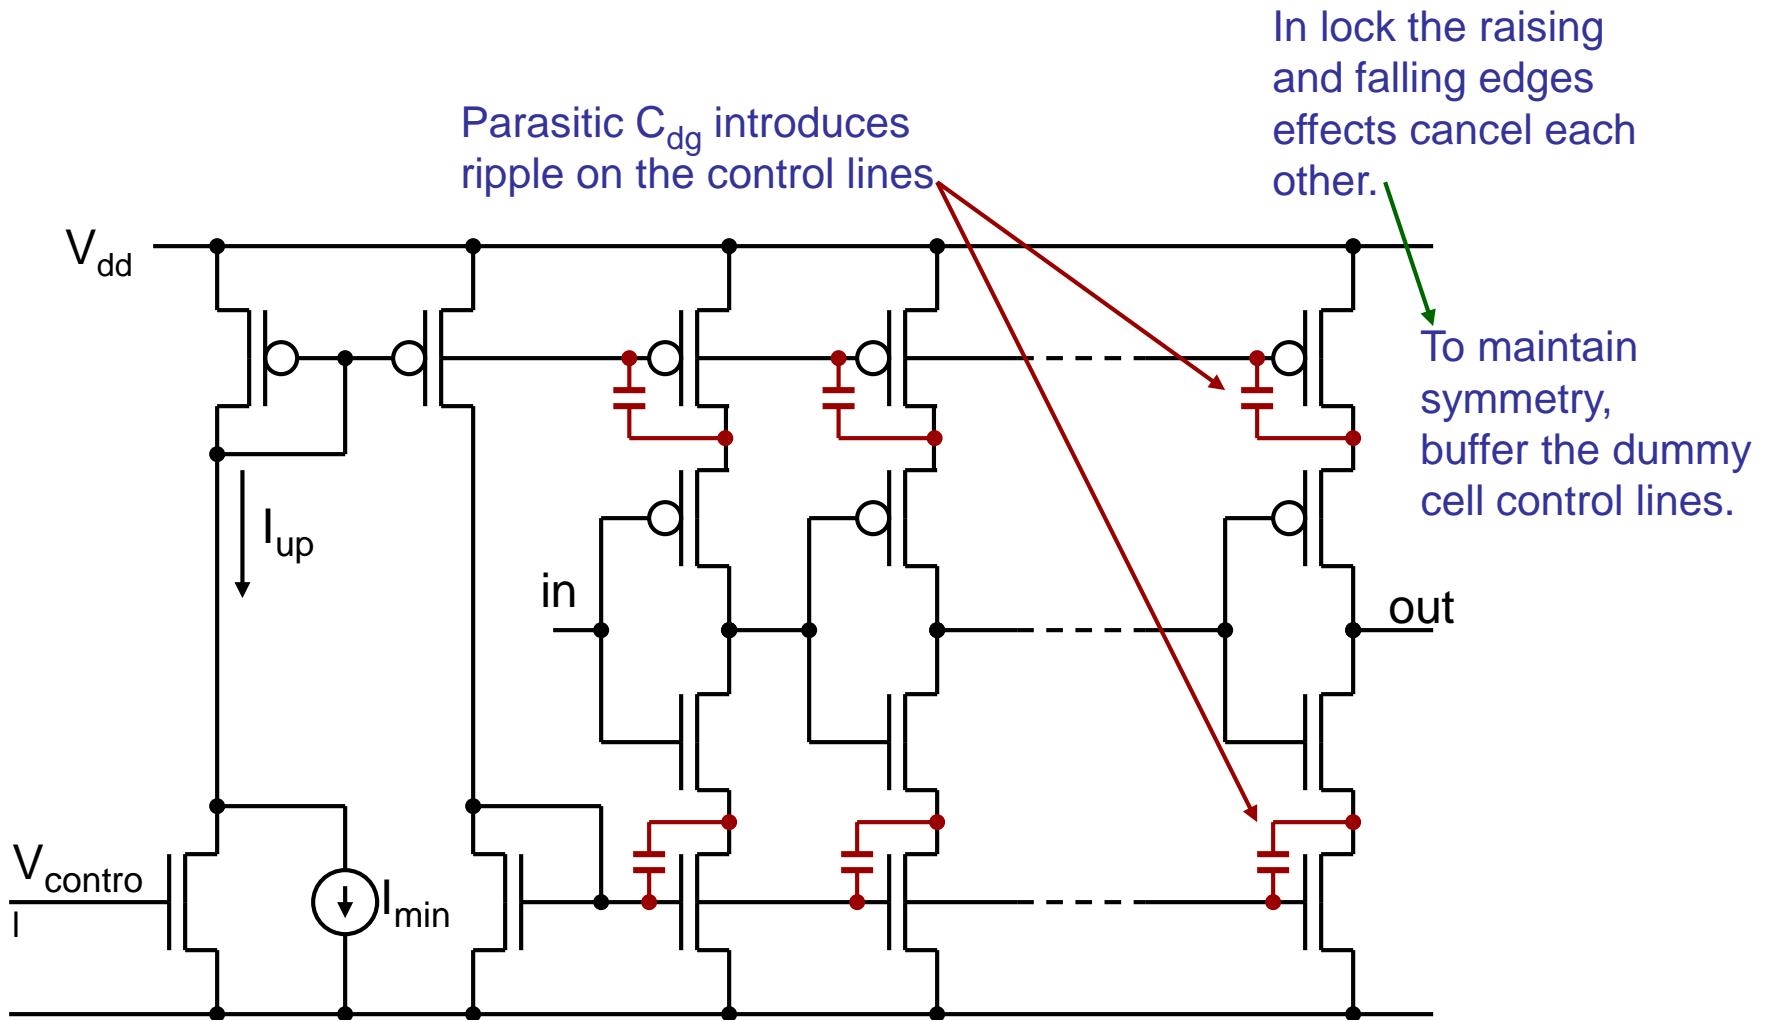 In lock the raising
and falling edges
effects cancel each
other.
Parasitic Cdg introduces
ripple on the control lines
Vdd
To maintain
symmetry,
buffer the dummy
cell control lines.
Iup
in
out
Vcontro
l
Imin